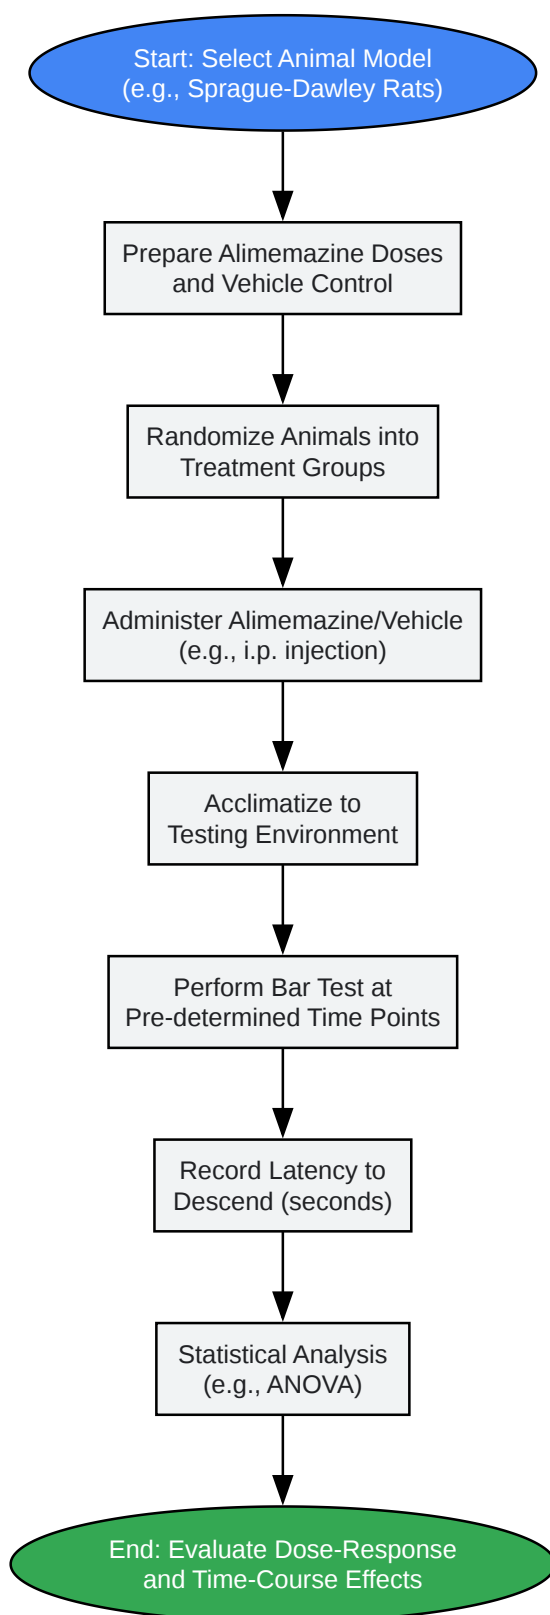 Start: Select Animal Model
(e.g., Sprague-Dawley Rats)
Prepare Alimemazine Doses
and Vehicle Control
Randomize Animals into
Treatment Groups
Administer Alimemazine/Vehicle
(e.g., i.p. injection)
Acclimatize to
Testing Environment
Perform Bar Test at
Pre-determined Time Points
Record Latency to
Descend (seconds)
Statistical Analysis
(e.g., ANOVA)
End: Evaluate Dose-Response
and Time-Course Effects